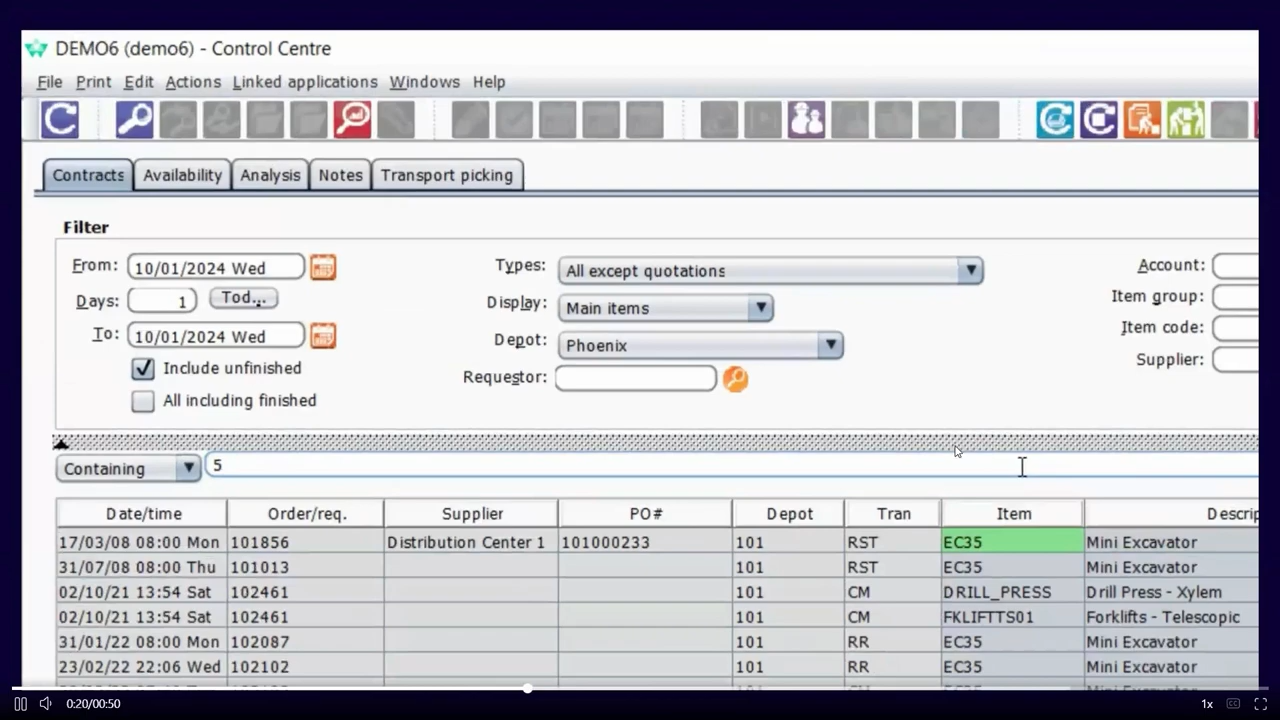 DEMO6 (demo6) - Control Centre
File Print Edit Actions Linked applications Windows Help
Contracts Availability Analysis Notes Transport picking
Filter
From: 10/01/2024 Wed
Days: 1 Tod...
To: 10/01/2024 Wed
Include unfinished
All including finished
Types: All except quotations
Display: Main items
Depot: Phoenix
Requestor:
Account:
Item group:
Item code:
Supplier:
Containing 5
Date/time Order/req. Supplier PO# Depot Tran Item Descrip
17/03/08 08:00 Mon 101856 Distribution Center 1 101000233 101 RST EC35 Mini Excavator
31/07/08 08:00 Thu 101013 101 RST EC35 Mini Excavator
02/10/21 13:54 Sat 102461 101 CM DRILL_PRESS Drill Press - Xylem
02/10/21 13:54 Sat 102461 101 CM FKLIFTTS01 Forklifts - Telescopic
31/01/22 08:00 Mon 102087 101 RR EC35 Mini Excavator
23/02/22 22:06 Wed 102102 101 RR EC35 Mini Excavator
0:20/00:50 1x CC